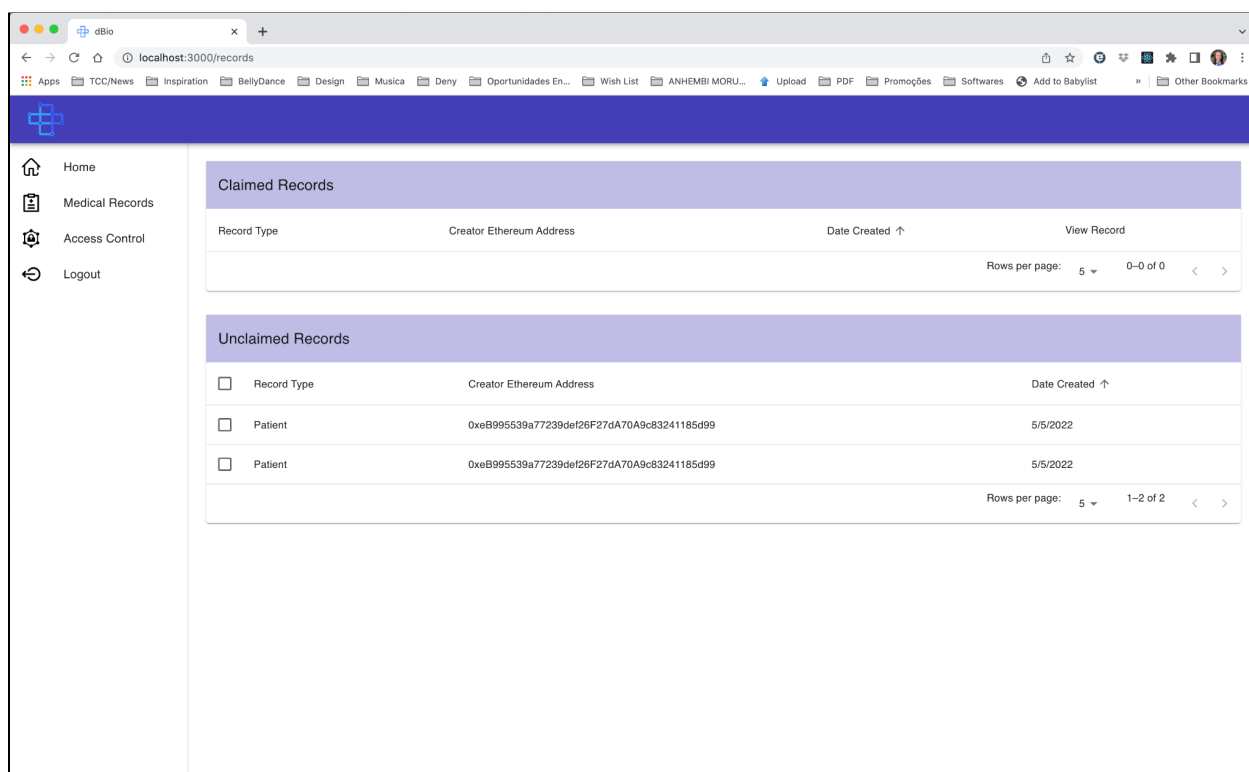 dBio
localhost:3000/records
Apps TCC/News Inspiration BellyDance Design Musica Deny Oportunidades En... Wish List ANHEMBI MORU... Upload PDF Promoções Softwares Add to Babylist » Other Bookmarks
Home
Medical Records
Access Control
Logout
Claimed Records
Record Type Creator Ethereum Address Date Created View Record
Rows per page: 5 0–0 of 0
Unclaimed Records
Record Type Creator Ethereum Address Date Created
Patient 0xeB995539a77239def26F27dA70A9c83241185d99 5/5/2022
Patient 0xeB995539a77239def26F27dA70A9c83241185d99 5/5/2022
Rows per page: 5 1–2 of 2